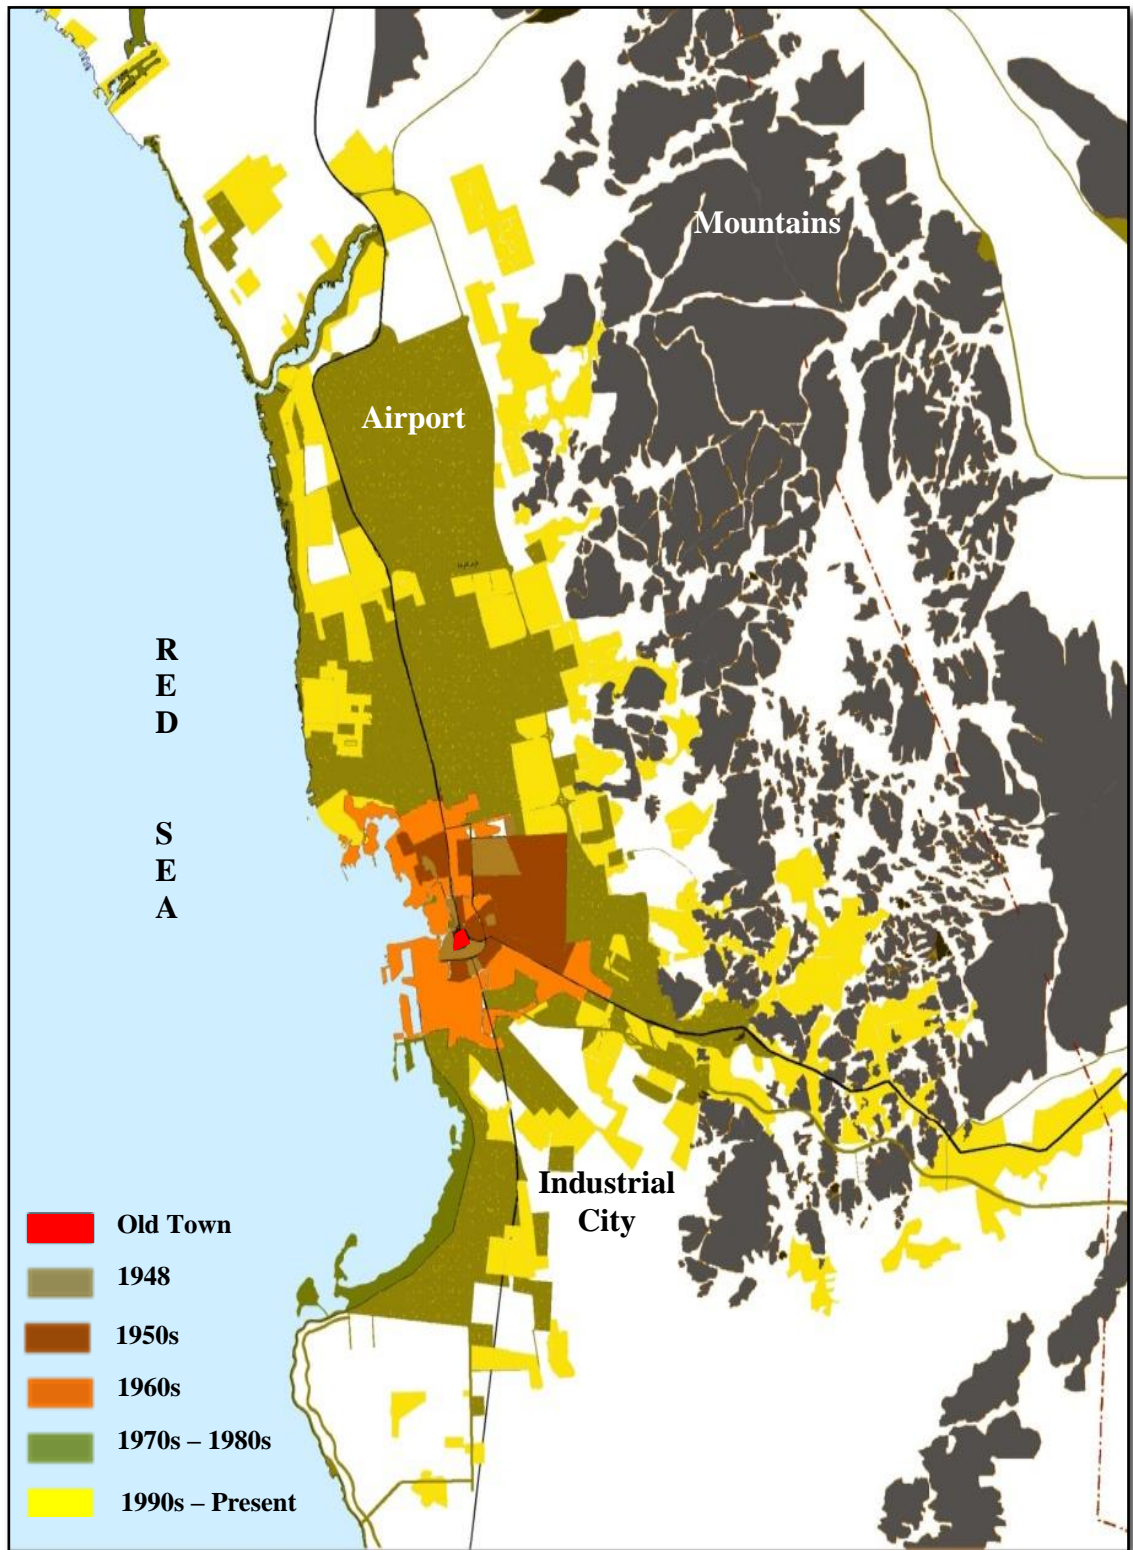 Mountains
Airport
R
E
D
S
E
A
Industrial
City
Old Town
1948
1950s
1960s
1970s – 1980s
1990s – Present